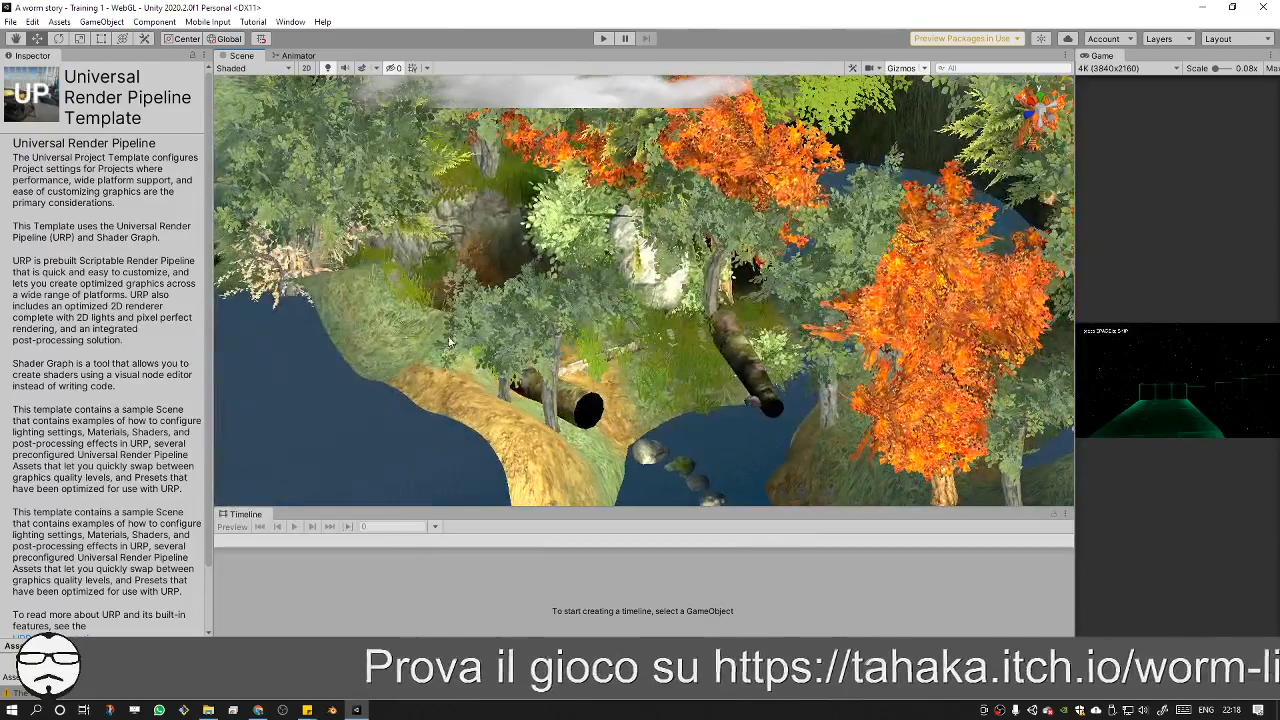 A worm story - Training 1 - WebGL - Unity 2020.2.0f1 Personal <DX11>
File Edit Assets GameObject Component Mobile Input Tutorial Window Help
Center Global Preview Packages in Use Account Layers Layout
Inspector
Scene Animator
Game
Shaded 2D 0 Gizmos All
4K (3840x2160) Scale 0.08x
UP
Universal
Render Pipeline
Template
Universal Render Pipeline
The Universal Project Template configures
Project settings for Projects where
performance, wide platform support, and
ease of customizing graphics are the
primary considerations.
This Template uses the Universal Render
Pipeline (URP) and Shader Graph.
URP is prebuilt Scriptable Render Pipeline
that is quick and easy to customize, and
lets you create optimized graphics across
a wide range of platforms. URP also
includes an optimized 2D renderer
complete with 2D lights and pixel perfect
rendering, and an integrated
post-processing solution.
Shader Graph is a tool that allows you to
create shaders using a visual node editor
instead of writing code.
This template contains a sample Scene
that contains examples of how to configure
lighting settings, Materials, Shaders, and
post-processing effects in URP, several
preconfigured Universal Render Pipeline
Assets that let you quickly swap between
graphics quality levels, and Presets that
have been optimized for use with URP.
This template contains a sample Scene
that contains examples of how to configure
lighting settings, Materials, Shaders, and
post-processing effects in URP, several
preconfigured Universal Render Pipeline
Assets that let you quickly swap between
graphics quality levels, and Presets that
have been optimized for use with URP.
To read more about URP and its built-in
features, see the
y
press SPACE to SKIP
Timeline
Preview 0
To start creating a timeline, select a GameObject
Prova il gioco su https://tahaka.itch.io/worm-li
ENG 22:18